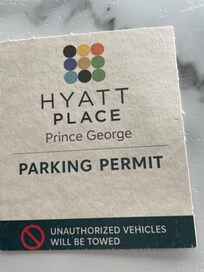 HYATT
PLACE
Prince George
PARKING PERMIT
UNAUTHORIZED VEHICLES
WILL BE TOWED